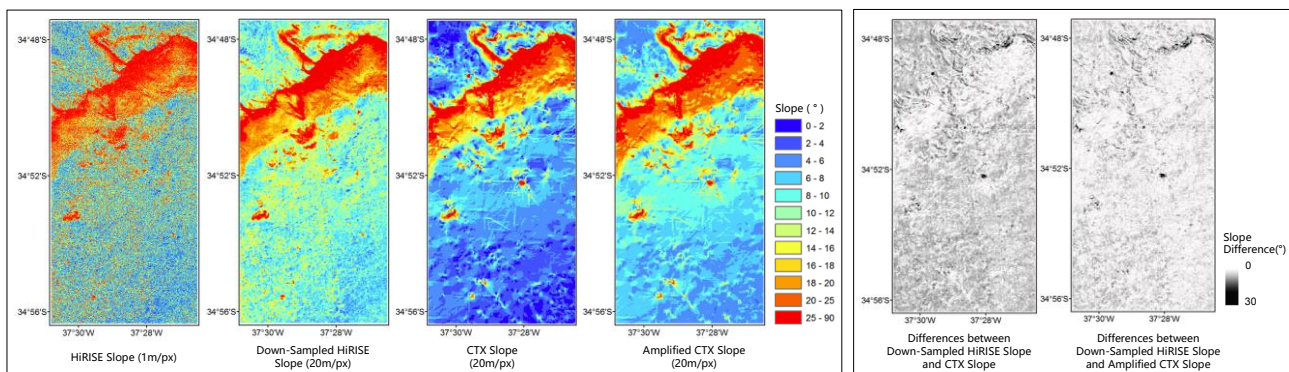 34°48'S
34°52'S
34°56'S
37°30'W
37°28'W
HiRISE Slope (1m/px)
34°48'S
34°52'S
34°56'S
37°30'W
37°28'W
Down-Sampled HiRISE
Slope (20m/px)
34°48'S
34°52'S
34°56'S
37°30'W
37°28'W
CTX Slope
(20m/px)
34°48'S
34°52'S
34°56'S
37°30'W
37°28'W
Amplified CTX Slope
(20m/px)
Slope ( ° )
0 - 2
2 - 4
4 - 6
6 - 8
8 - 10
10 - 12
12 - 14
14 - 16
16 - 18
18 - 20
20 - 25
25 - 90
34°48'S
34°52'S
34°56'S
37°30'W
37°28'W
Differences between
Down-Sampled HiRISE Slope
and CTX Slope
34°48'S
34°52'S
34°56'S
37°30'W
37°28'W
Differences between
Down-Sampled HiRISE Slope
and Amplified CTX Slope
Slope
Difference(°)
0
30